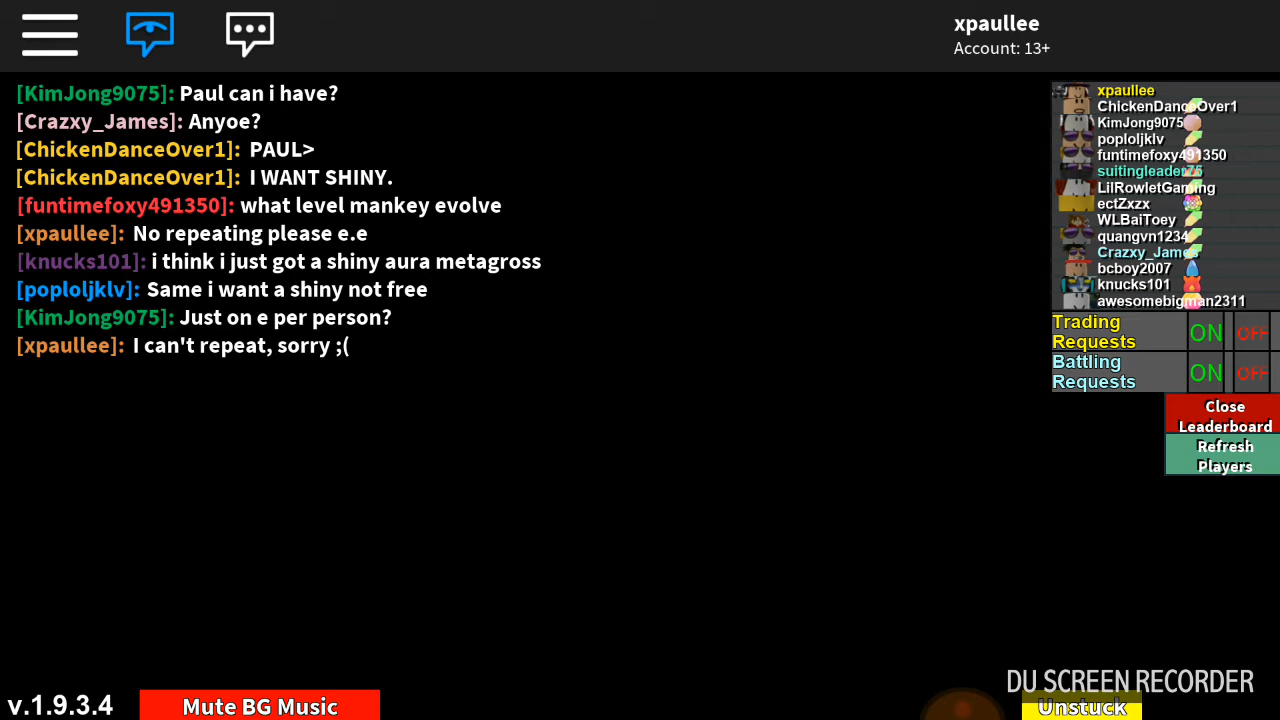 xpaullee
Account: 13+
[KimJong9075]: Paul can i have?
[Crazxy_James]: Anyoe?
[ChickenDanceOver1]: PAUL>
[ChickenDanceOver1]: I WANT SHINY.
[funtimefoxy491350]: what level mankey evolve
[xpaullee]: No repeating please e.e
[knucks101]: i think i just got a shiny aura metagross
[poploljklv]: Same i want a shiny not free
[KimJong9075]: Just on e per person?
[xpaullee]: I can't repeat, sorry ;(
xpaullee
ChickenDanceOver1
KimJong9075
poploljklv
funtimefoxy491350
suitingleader75
LilRowletGaming
ectZxzx
WLBaiToey
quangvn1234
Crazxy_James
bcboy2007
knucks101
awesomebigman2311
Trading Requests ON OFF
Battling Requests ON OFF
Close
Leaderboard
Refresh
Players
DU SCREEN RECORDER
v.1.9.3.4
Mute BG Music
Unstuck